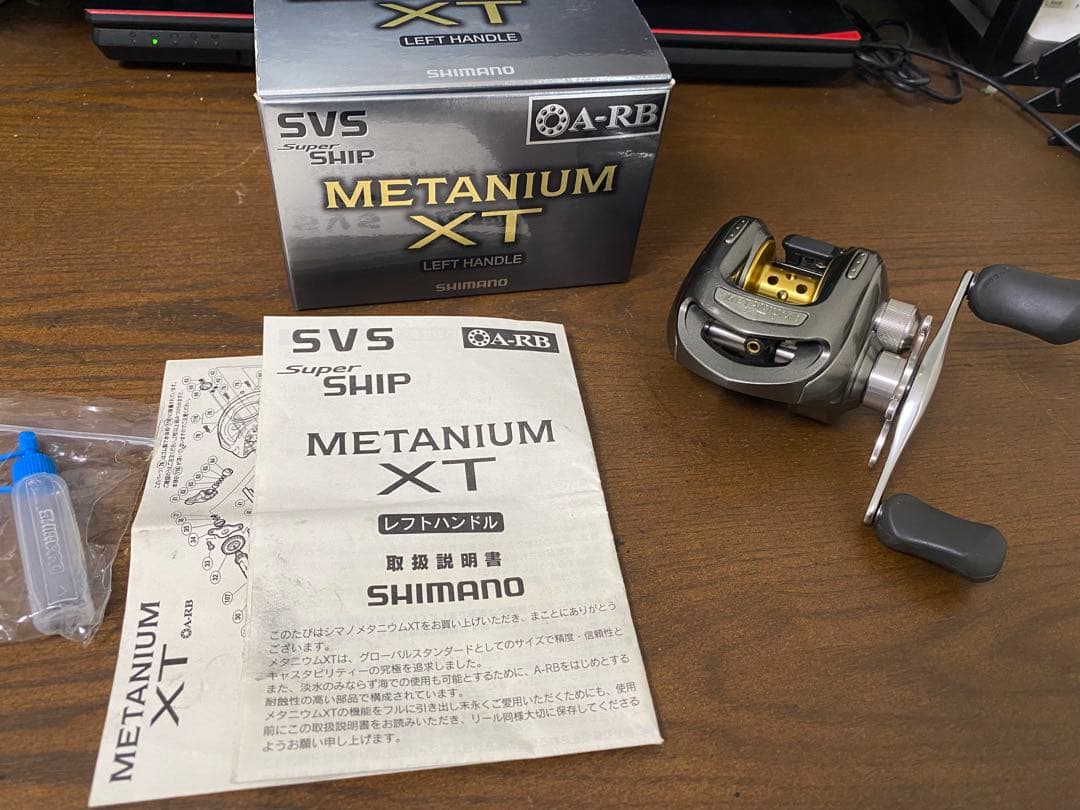 XT
LEFT HANDLE
SHIMANO
SVS
Super
SHIP
A-RB
METANIUM
XT
LEFT HANDLE
SHIMANO
SVS
A-RB
Super
SHIP
METANIUM
XT
レフトハンドル
取扱説明書
SHIMANO
このたびはシマノメタニウムXTをお買い上げいただき、まことにありがとう
ございます。
メタニウムXTは、グローバルスタンダードとしてのサイズで精度・信頼性と
キャスタビリティーの究極を追求しました。
また、淡水のみならず海での使用も可能とするために、A-RBをはじめとする
耐蝕性の高い部品で構成されています。
メタニウムXTの機能をフルに引き出し末永くご愛用いただくためにも、使用
前にこの取扱説明書をお読みいただき、リール同様大切に保存してくださる
ようお願い申し上げます。
METANIUM
XT
A-RB
SHIMANO